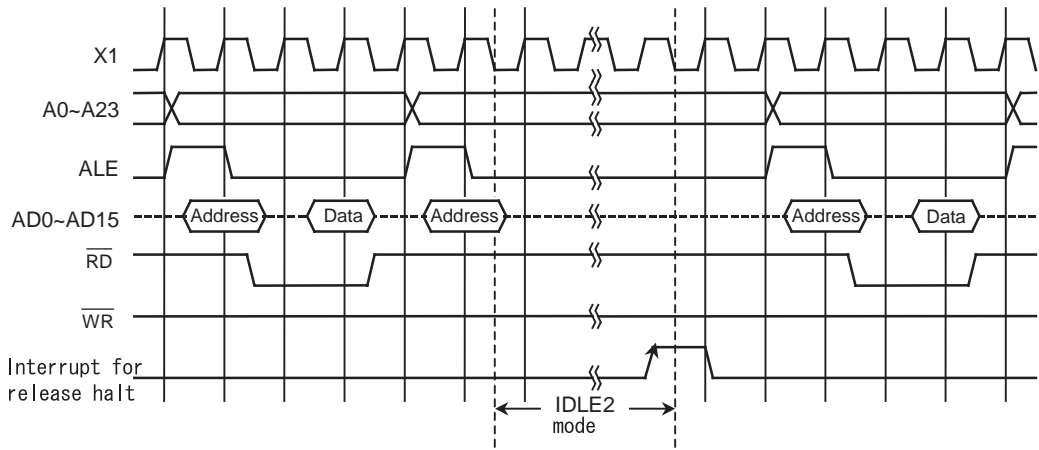 X1
A0~A23
ALE
AD0~AD15
Address
Data
Address
Address
Data
RD
WR
Interrupt for
release halt
IDLE2
mode